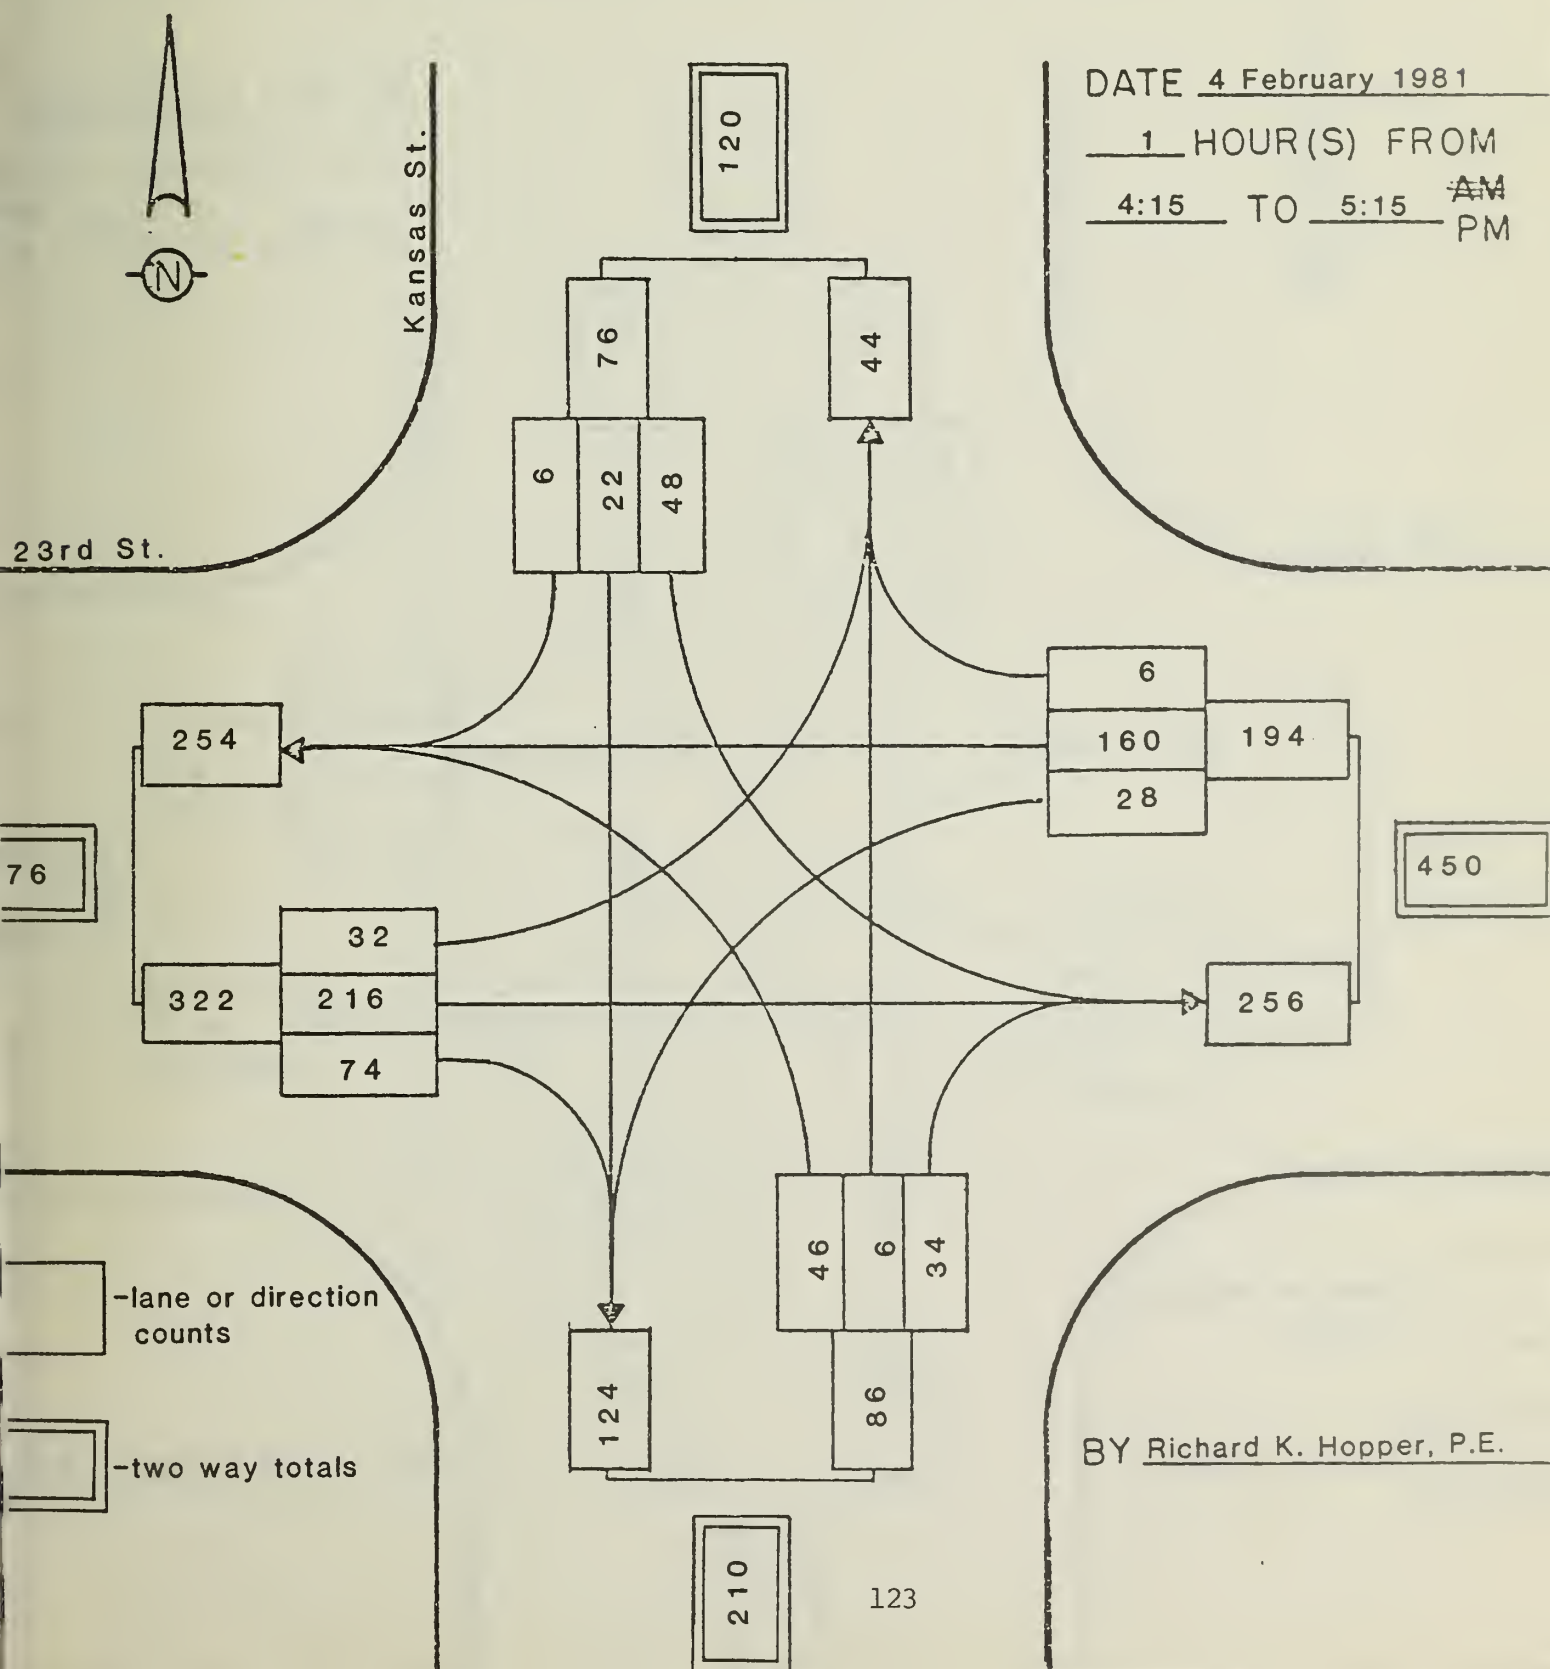 DATE 4 February 1981
1 HOUR(S) FROM
4:15 TO 5:15 AM
PM
Kansas St.
N
120
76
44
6 22 48
23rd St.
6
254
160 194
28
76
450
32
322 216
256
74
46 6 34
-lane or direction
counts
124
86
-two way totals
BY Richard K. Hopper, P.E.
210
123